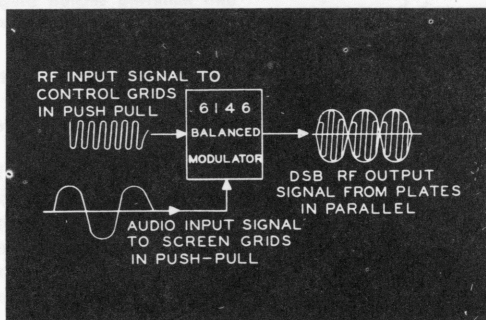 RF INPUT SIGNAL TO
CONTROL GRIDS
IN PUSH PULL
6146
BALANCED
MODULATOR
DSB RF OUTPUT
SIGNAL FROM PLATES
IN PARALLEL
AUDIO INPUT SIGNAL
TO SCREEN GRIDS
IN PUSH-PULL